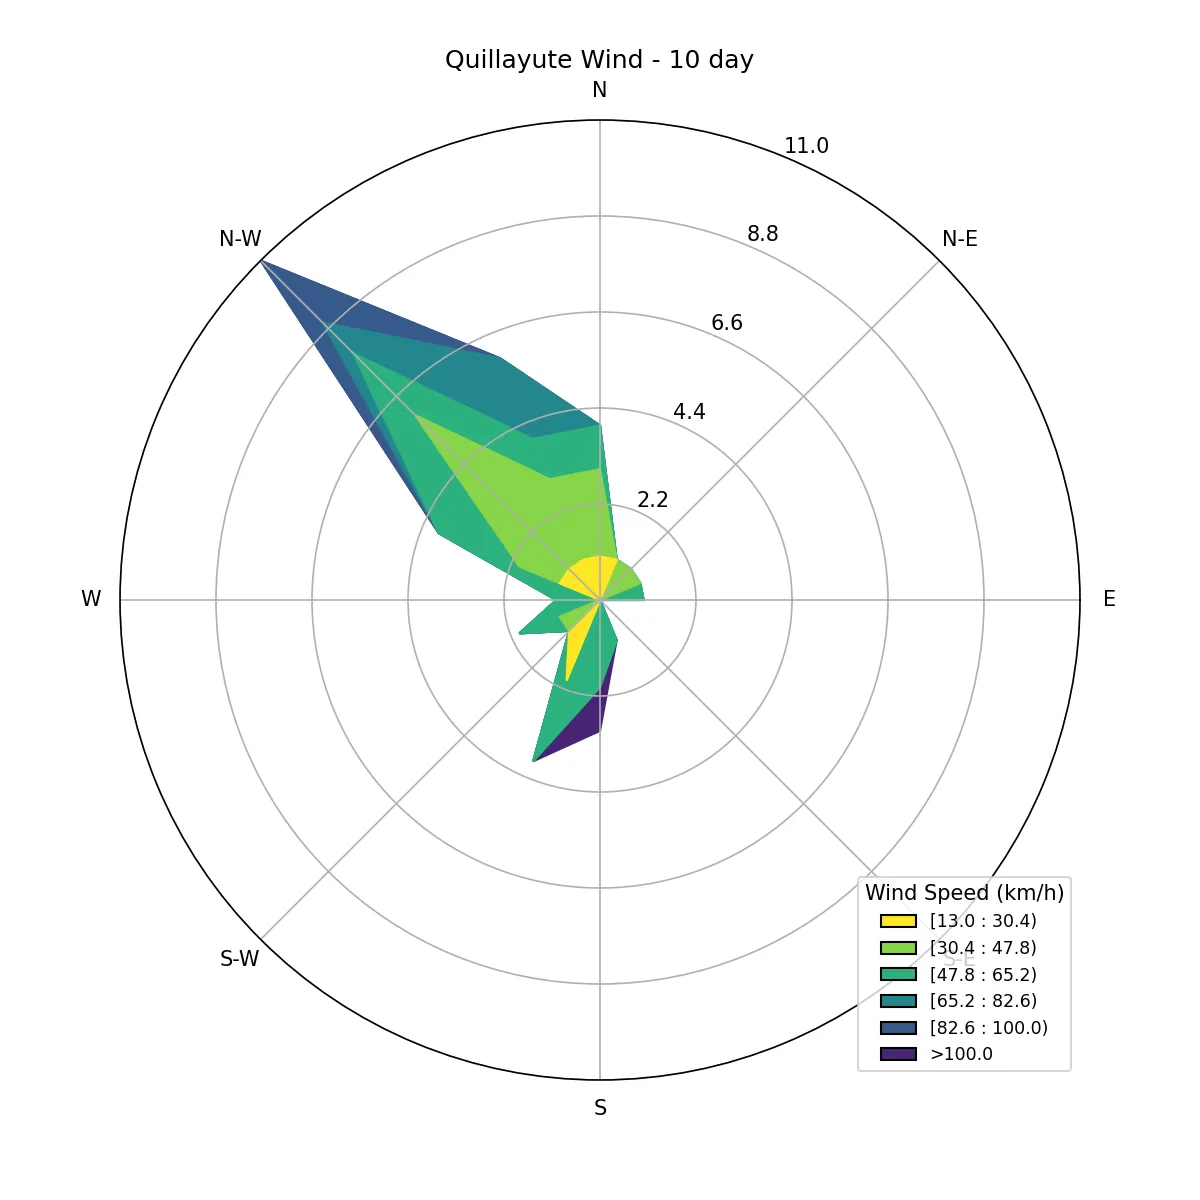 Quillayute Wind - 10 day
N
11.0
N-W
N-E
8.8
6.6
4.4
2.2
W
E
S-W
S-E
S
Wind Speed (km/h)
[13.0 : 30.4)
[30.4 : 47.8)
[47.8 : 65.2)
[65.2 : 82.6)
[82.6 : 100.0)
>100.0